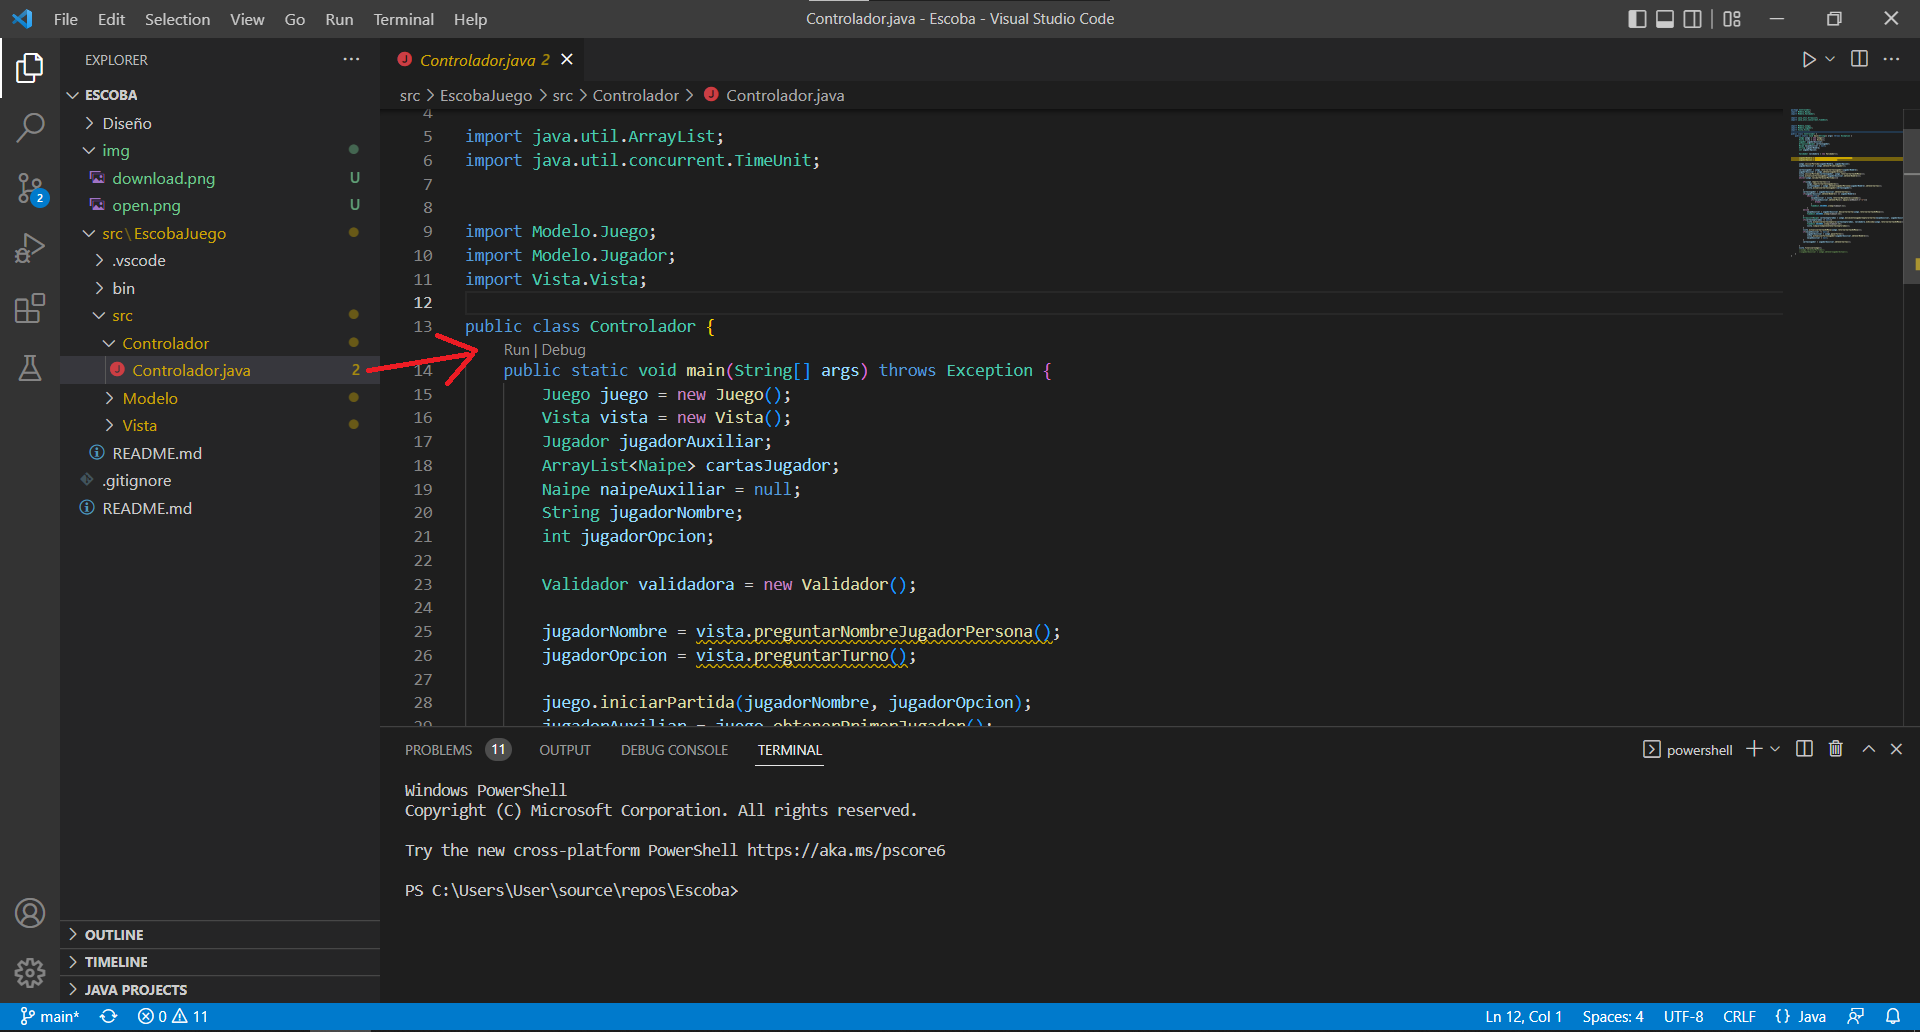 File Edit Selection View Go Run Terminal Help
Controlador.java - Escoba - Visual Studio Code
EXPLORER
ESCOBA
Diseño
img
download.png U
open.png U
src\EscobaJuego
.vscode
bin
src
Controlador
Controlador.java 2
Modelo
Vista
README.md
.gitignore
README.md
OUTLINE
TIMELINE
JAVA PROJECTS
2
Controlador.java 2
src > EscobaJuego > src > Controlador > Controlador.java
4
5 import java.util.ArrayList;
6 import java.util.concurrent.TimeUnit;
7
8
9 import Modelo.Juego;
10 import Modelo.Jugador;
11 import Vista.Vista;
12
13 public class Controlador {
Run | Debug
14 public static void main(String[] args) throws Exception {
15 Juego juego = new Juego();
16 Vista vista = new Vista();
17 Jugador jugadorAuxiliar;
18 ArrayList<Naipe> cartasJugador;
19 Naipe naipeAuxiliar = null;
20 String jugadorNombre;
21 int jugadorOpcion;
22
23 Validador validadora = new Validador();
24
25 jugadorNombre = vista.preguntarNombreJugadorPersona();
26 jugadorOpcion = vista.preguntarTurno();
27
28 juego.iniciarPartida(jugadorNombre, jugadorOpcion);
29 jugadorAuxiliar = juego.obtenerPrimerJugador();
PROBLEMS 11 OUTPUT DEBUG CONSOLE TERMINAL
powershell
Windows PowerShell
Copyright (C) Microsoft Corporation. All rights reserved.
Try the new cross-platform PowerShell https://aka.ms/pscore6
PS C:\Users\User\source\repos\Escoba>
main* 0 11
Ln 12, Col 1 Spaces: 4 UTF-8 CRLF {} Java